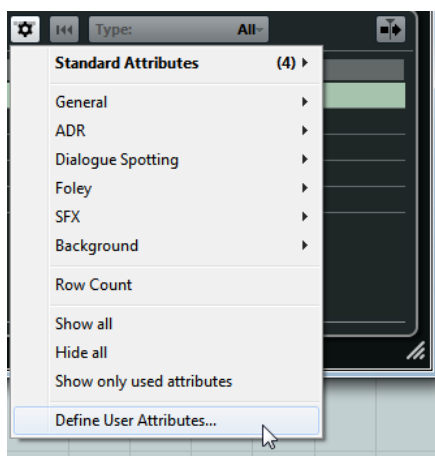 Type: All
Standard Attributes (4)
General
ADR
Dialogue Spotting
Foley
SFX
Background
Row Count
Show all
Hide all
Show only used attributes
Define User Attributes...